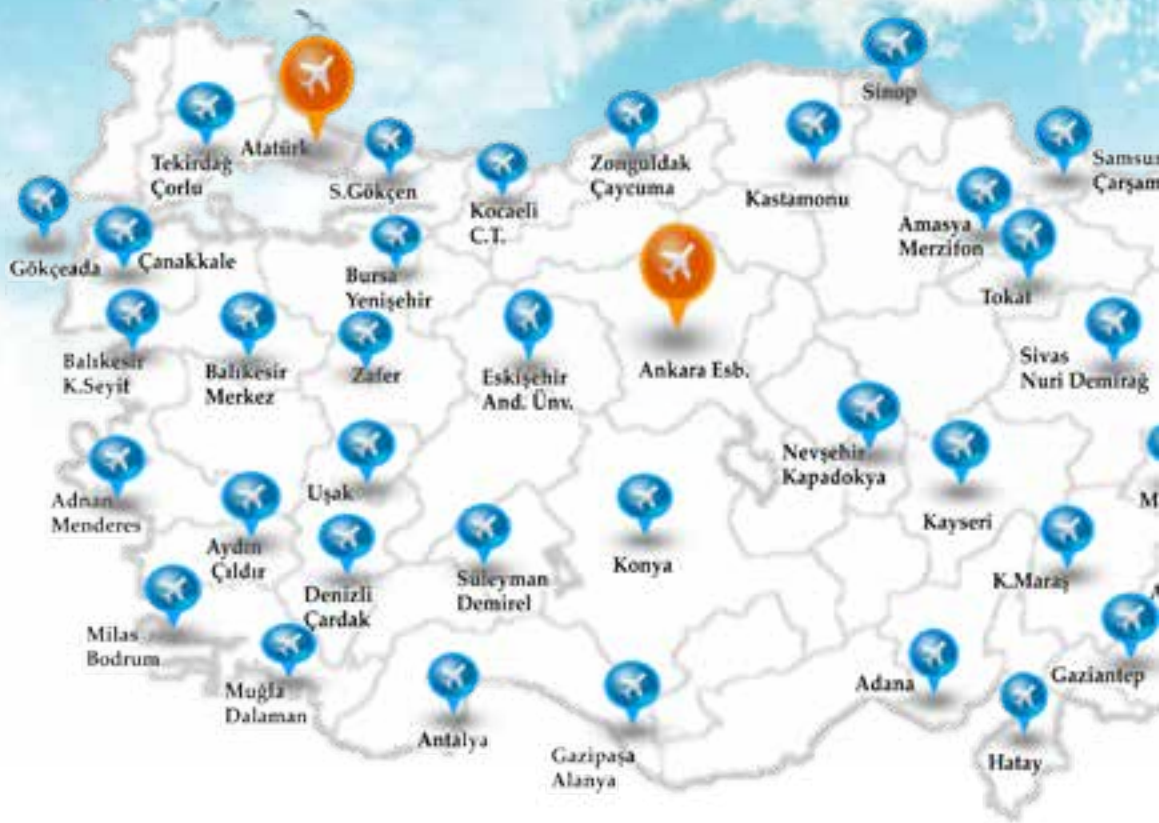 Sinop
Tekirdağ
Çorlu
Atatürk
S.Gökçen
Kocaeli
C.T.
Zonguldak
Çaycuma
Kastamonu
Samsun
Çarşam
Amasya
Merzifon
Gökçeada
Çanakkale
Bursa
Yenişehir
Tokat
Balıkesir
K.Seyit
Balıkesir
Merkez
Zafer
Eskişehir
And. Ünv.
Ankara Esb.
Sivas
Nuri Demirağ
Nevşehir
Kapadokya
Adnan
Menderes
Uşak
M
Kayseri
Aydın
Çıldır
Denizli
Çardak
Süleyman
Demirel
Konya
K.Maraş
A
Milas
Bodrum
Muğla
Dalaman
Antalya
Gazipaşa
Alanya
Adana
Gaziantep
Hatay